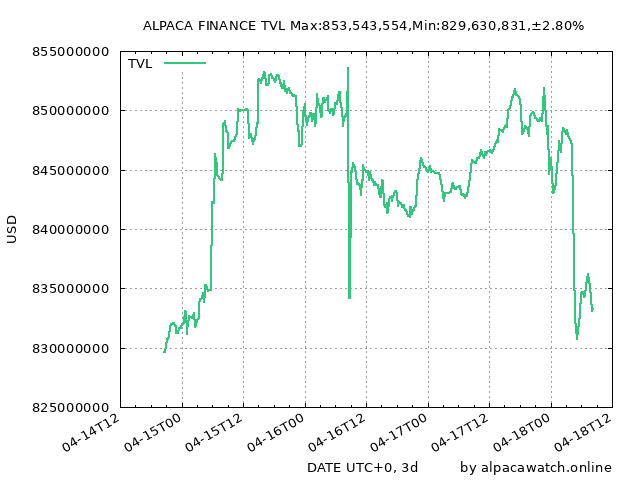 ALPACA FINANCE TVL Max:853,543,554,Min:829,630,831,±2.80%
TVL
855000000
850000000
845000000
840000000
835000000
830000000
825000000
USD
04-14T12
04-15T00
04-15T12
04-16T00
04-16T12
04-17T00
04-17T12
04-18T00
04-18T12
DATE UTC+0, 3d
by alpacawatch.online